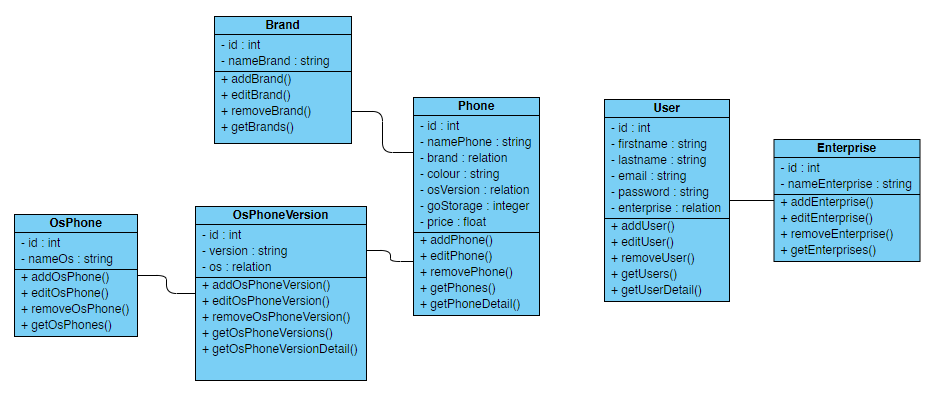 Brand
- id : int
- nameBrand : string
+ addBrand()
+ editBrand()
+ removeBrand()
+ getBrands()
Phone
- id : int
- namePhone : string
- brand : relation
- colour : string
- osVersion : relation
- goStorage : integer
- price : float
+ addPhone()
+ editPhone()
+ removePhone()
+ getPhones()
+ getPhoneDetail()
User
- id : int
- firstname : string
- lastname : string
- email : string
- password : string
- enterprise : relation
+ addUser()
+ editUser()
+ removeUser()
+ getUsers()
+ getUserDetail()
Enterprise
- id : int
- nameEnterprise : string
+ addEnterprise()
+ editEnterprise()
+ removeEnterprise()
+ getEnterprises()
OsPhone
- id : int
- nameOs : string
+ addOsPhone()
+ editOsPhone()
+ removeOsPhone()
+ getOsPhones()
OsPhoneVersion
- id : int
- version : string
- os : relation
+ addOsPhoneVersion()
+ editOsPhoneVersion()
+ removeOsPhoneVersion()
+ getOsPhoneVersions()
+ getOsPhoneVersionDetail()